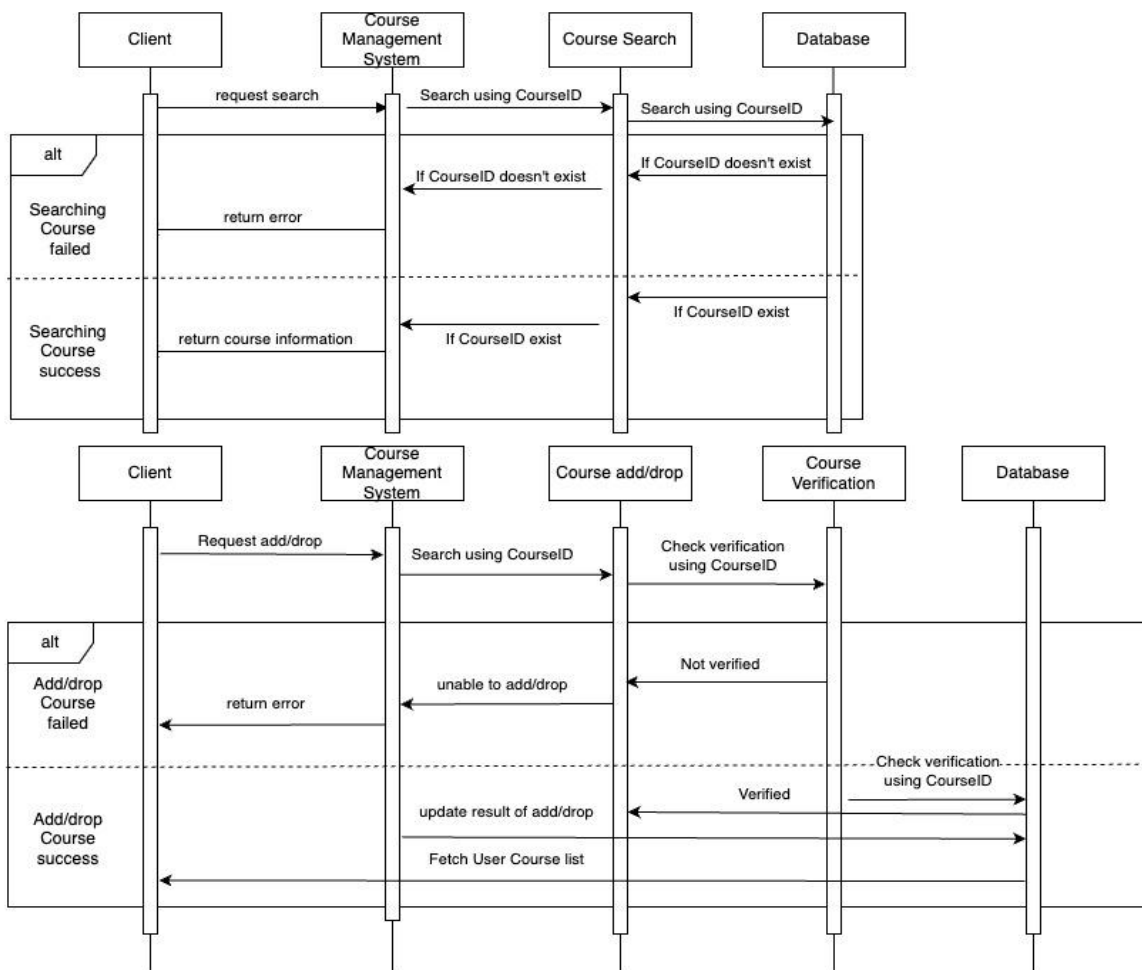 Client
Course
Management
System
Course Search
Database
request search
Search using CourseID
Search using CourseID
alt
If CourseID doesn't exist
If CourseID doesn't exist
Searching
Course
failed
return error
If CourseID exist
Searching
Course
success
return course information
If CourseID exist
Client
Course
Management
System
Course add/drop
Course
Verification
Database
Request add/drop
Search using CourseID
Check verification
using CourseID
alt
Not verified
Add/drop
Course
failed
unable to add/drop
return error
Check verification
using CourseID
Verified
update result of add/drop
Add/drop
Course
success
Fetch User Course list